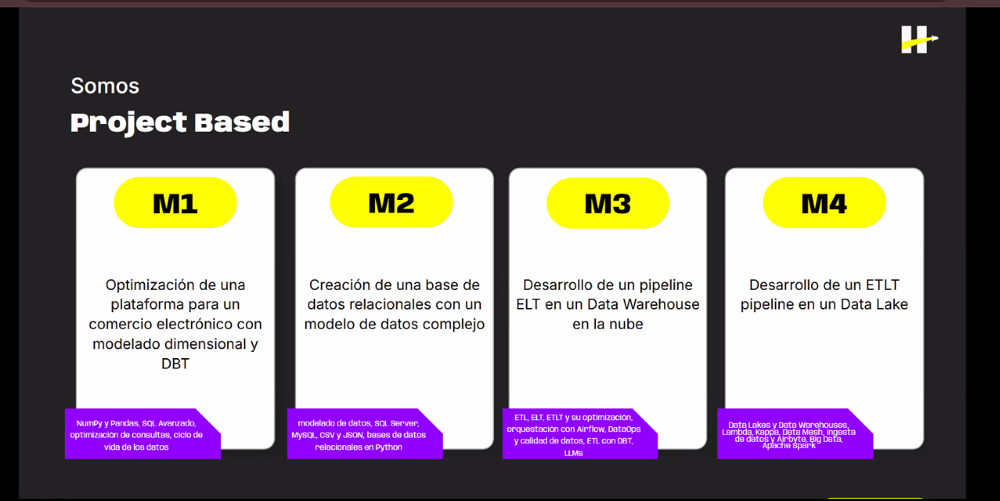 H
Somos
Project Based
M1
Optimización de una
plataforma para un
comercio electrónico con
modelado dimensional y
DBT
NumPy y Pandas, SQL Avanzado,
optimización de consultas, ciclo de
vida de los datos
M2
Creación de una base de
datos relacionales con un
modelo de datos complejo
modelado de datos, SQL Server,
MySQL, CSV y JSON, bases de datos
relacionales en Python
M3
Desarrollo de un pipeline
ELT en un Data Warehouse
en la nube
ETL, ELT, ETLT y su optimización,
orquestación con Airflow, DataOps
y calidad de datos, ETL con DBT,
LLMs
M4
Desarrollo de un ETLT
pipeline en un Data Lake
Data Lakes y Data Warehouses,
Lambda, Kappa, Data Mesh, ingesta
de datos y Airbyte, Big Data,
Apache Spark